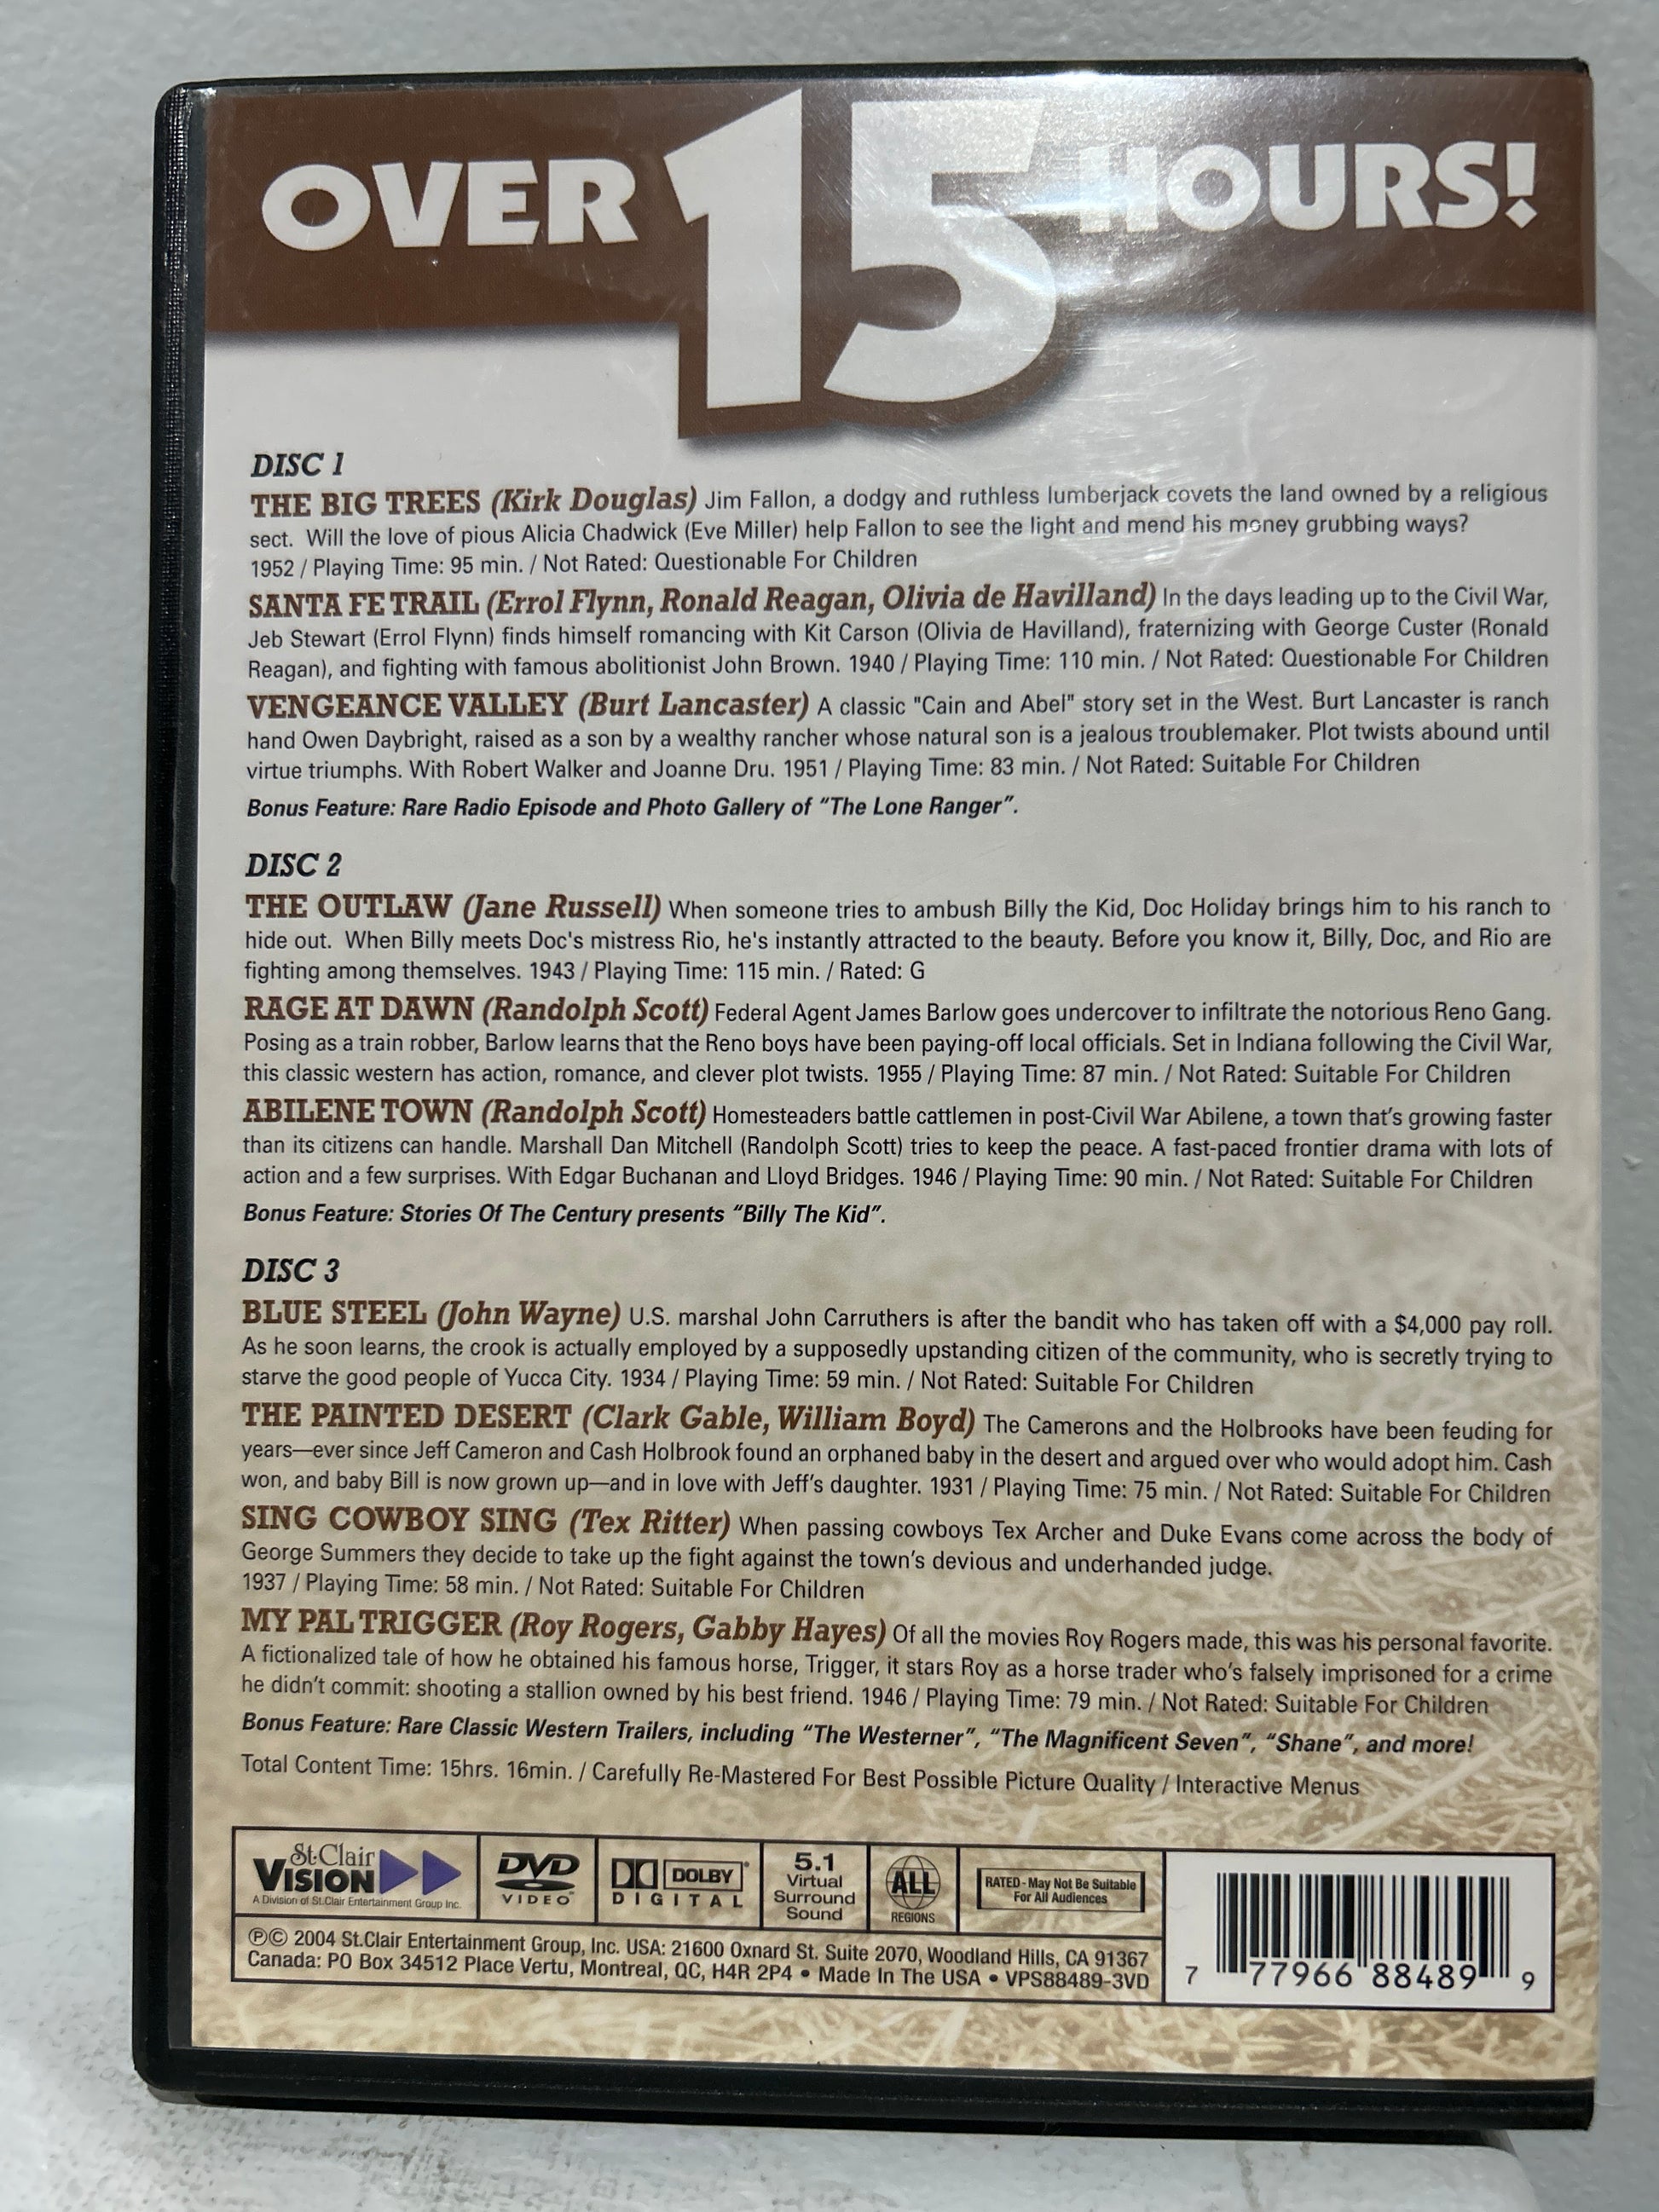 OVER 15 HOURS!
DISC 1
THE BIG TREES (Kirk Douglas) Jim Fallon, a dodgy and ruthless lumberjack covets the land owned by a religious
sect. Will the love of pious Alicia Chadwick (Eve Miller) help Fallon to see the light and mend his money grubbing ways?
1952 / Playing Time: 95 min. / Not Rated: Questionable For Children
SANTA FE TRAIL (Errol Flynn, Ronald Reagan, Olivia de Havilland) In the days leading up to the Civil War,
Jeb Stewart (Errol Flynn) finds himself romancing with Kit Carson (Olivia de Havilland), fraternizing with George Custer (Ronald
Reagan), and fighting with famous abolitionist John Brown. 1940 / Playing Time: 110 min. / Not Rated: Questionable For Children
VENGEANCE VALLEY (Burt Lancaster) A classic "Cain and Abel" story set in the West. Burt Lancaster is ranch
hand Owen Daybright, raised as a son by a wealthy rancher whose natural son is a jealous troublemaker. Plot twists abound until
virtue triumphs. With Robert Walker and Joanne Dru. 1951 / Playing Time: 83 min. / Not Rated: Suitable For Children
Bonus Feature: Rare Radio Episode and Photo Gallery of “The Lone Ranger”.
DISC 2
THE OUTLAW (Jane Russell) When someone tries to ambush Billy the Kid, Doc Holiday brings him to his ranch to
hide out. When Billy meets Doc's mistress Rio, he's instantly attracted to the beauty. Before you know it, Billy, Doc, and Rio are
fighting among themselves. 1943 / Playing Time: 115 min. / Rated: G
RAGE AT DAWN (Randolph Scott) Federal Agent James Barlow goes undercover to infiltrate the notorious Reno Gang.
Posing as a train robber, Barlow learns that the Reno boys have been paying-off local officials. Set in Indiana following the Civil War,
this classic western has action, romance, and clever plot twists. 1955 / Playing Time: 87 min. / Not Rated: Suitable For Children
ABILENE TOWN (Randolph Scott) Homesteaders battle cattlemen in post-Civil War Abilene, a town that’s growing faster
than its citizens can handle. Marshall Dan Mitchell (Randolph Scott) tries to keep the peace. A fast-paced frontier drama with lots of
action and a few surprises. With Edgar Buchanan and Lloyd Bridges. 1946 / Playing Time: 90 min. / Not Rated: Suitable For Children
Bonus Feature: Stories Of The Century presents “Billy The Kid”.
DISC 3
BLUE STEEL (John Wayne) U.S. marshal John Carruthers is after the bandit who has taken off with a $4,000 pay roll.
As he soon learns, the crook is actually employed by a supposedly upstanding citizen of the community, who is secretly trying to
starve the good people of Yucca City. 1934 / Playing Time: 59 min. / Not Rated: Suitable For Children
THE PAINTED DESERT (Clark Gable, William Boyd) The Camerons and the Holbrooks have been feuding for
years—ever since Jeff Cameron and Cash Holbrook found an orphaned baby in the desert and argued over who would adopt him. Cash
won, and baby Bill is now grown up—and in love with Jeff’s daughter. 1931 / Playing Time: 75 min. / Not Rated: Suitable For Children
SING COWBOY SING (Tex Ritter) When passing cowboys Tex Archer and Duke Evans come across the body of
George Summers they decide to take up the fight against the town’s devious and underhanded judge.
1937 / Playing Time: 58 min. / Not Rated: Suitable For Children
MY PAL TRIGGER (Roy Rogers, Gabby Hayes) Of all the movies Roy Rogers made, this was his personal favorite.
A fictionalized tale of how he obtained his famous horse, Trigger, it stars Roy as a horse trader who’s falsely imprisoned for a crime
he didn’t commit: shooting a stallion owned by his best friend. 1946 / Playing Time: 79 min. / Not Rated: Suitable For Children
Bonus Feature: Rare Classic Western Trailers, including “The Westerner”, “The Magnificent Seven”, “Shane”, and more!
Total Content Time: 15hrs. 16min. / Carefully Re-Mastered For Best Possible Picture Quality / Interactive Menus
St.Clair
VISION
A Division of St.Clair Entertainment Group Inc.
DVD
VIDEO
DOLBY
DIGITAL
5.1
Virtual
Surround
Sound
ALL
REGIONS
RATED - May Not Be Suitable
For All Audiences
℗© 2004 St.Clair Entertainment Group, Inc. USA: 21600 Oxnard St. Suite 2070, Woodland Hills, CA 91367
Canada: PO Box 34512 Place Vertu, Montreal, QC, H4R 2P4 • Made In The USA • VPS88489-3VD
7 77966 88489 9